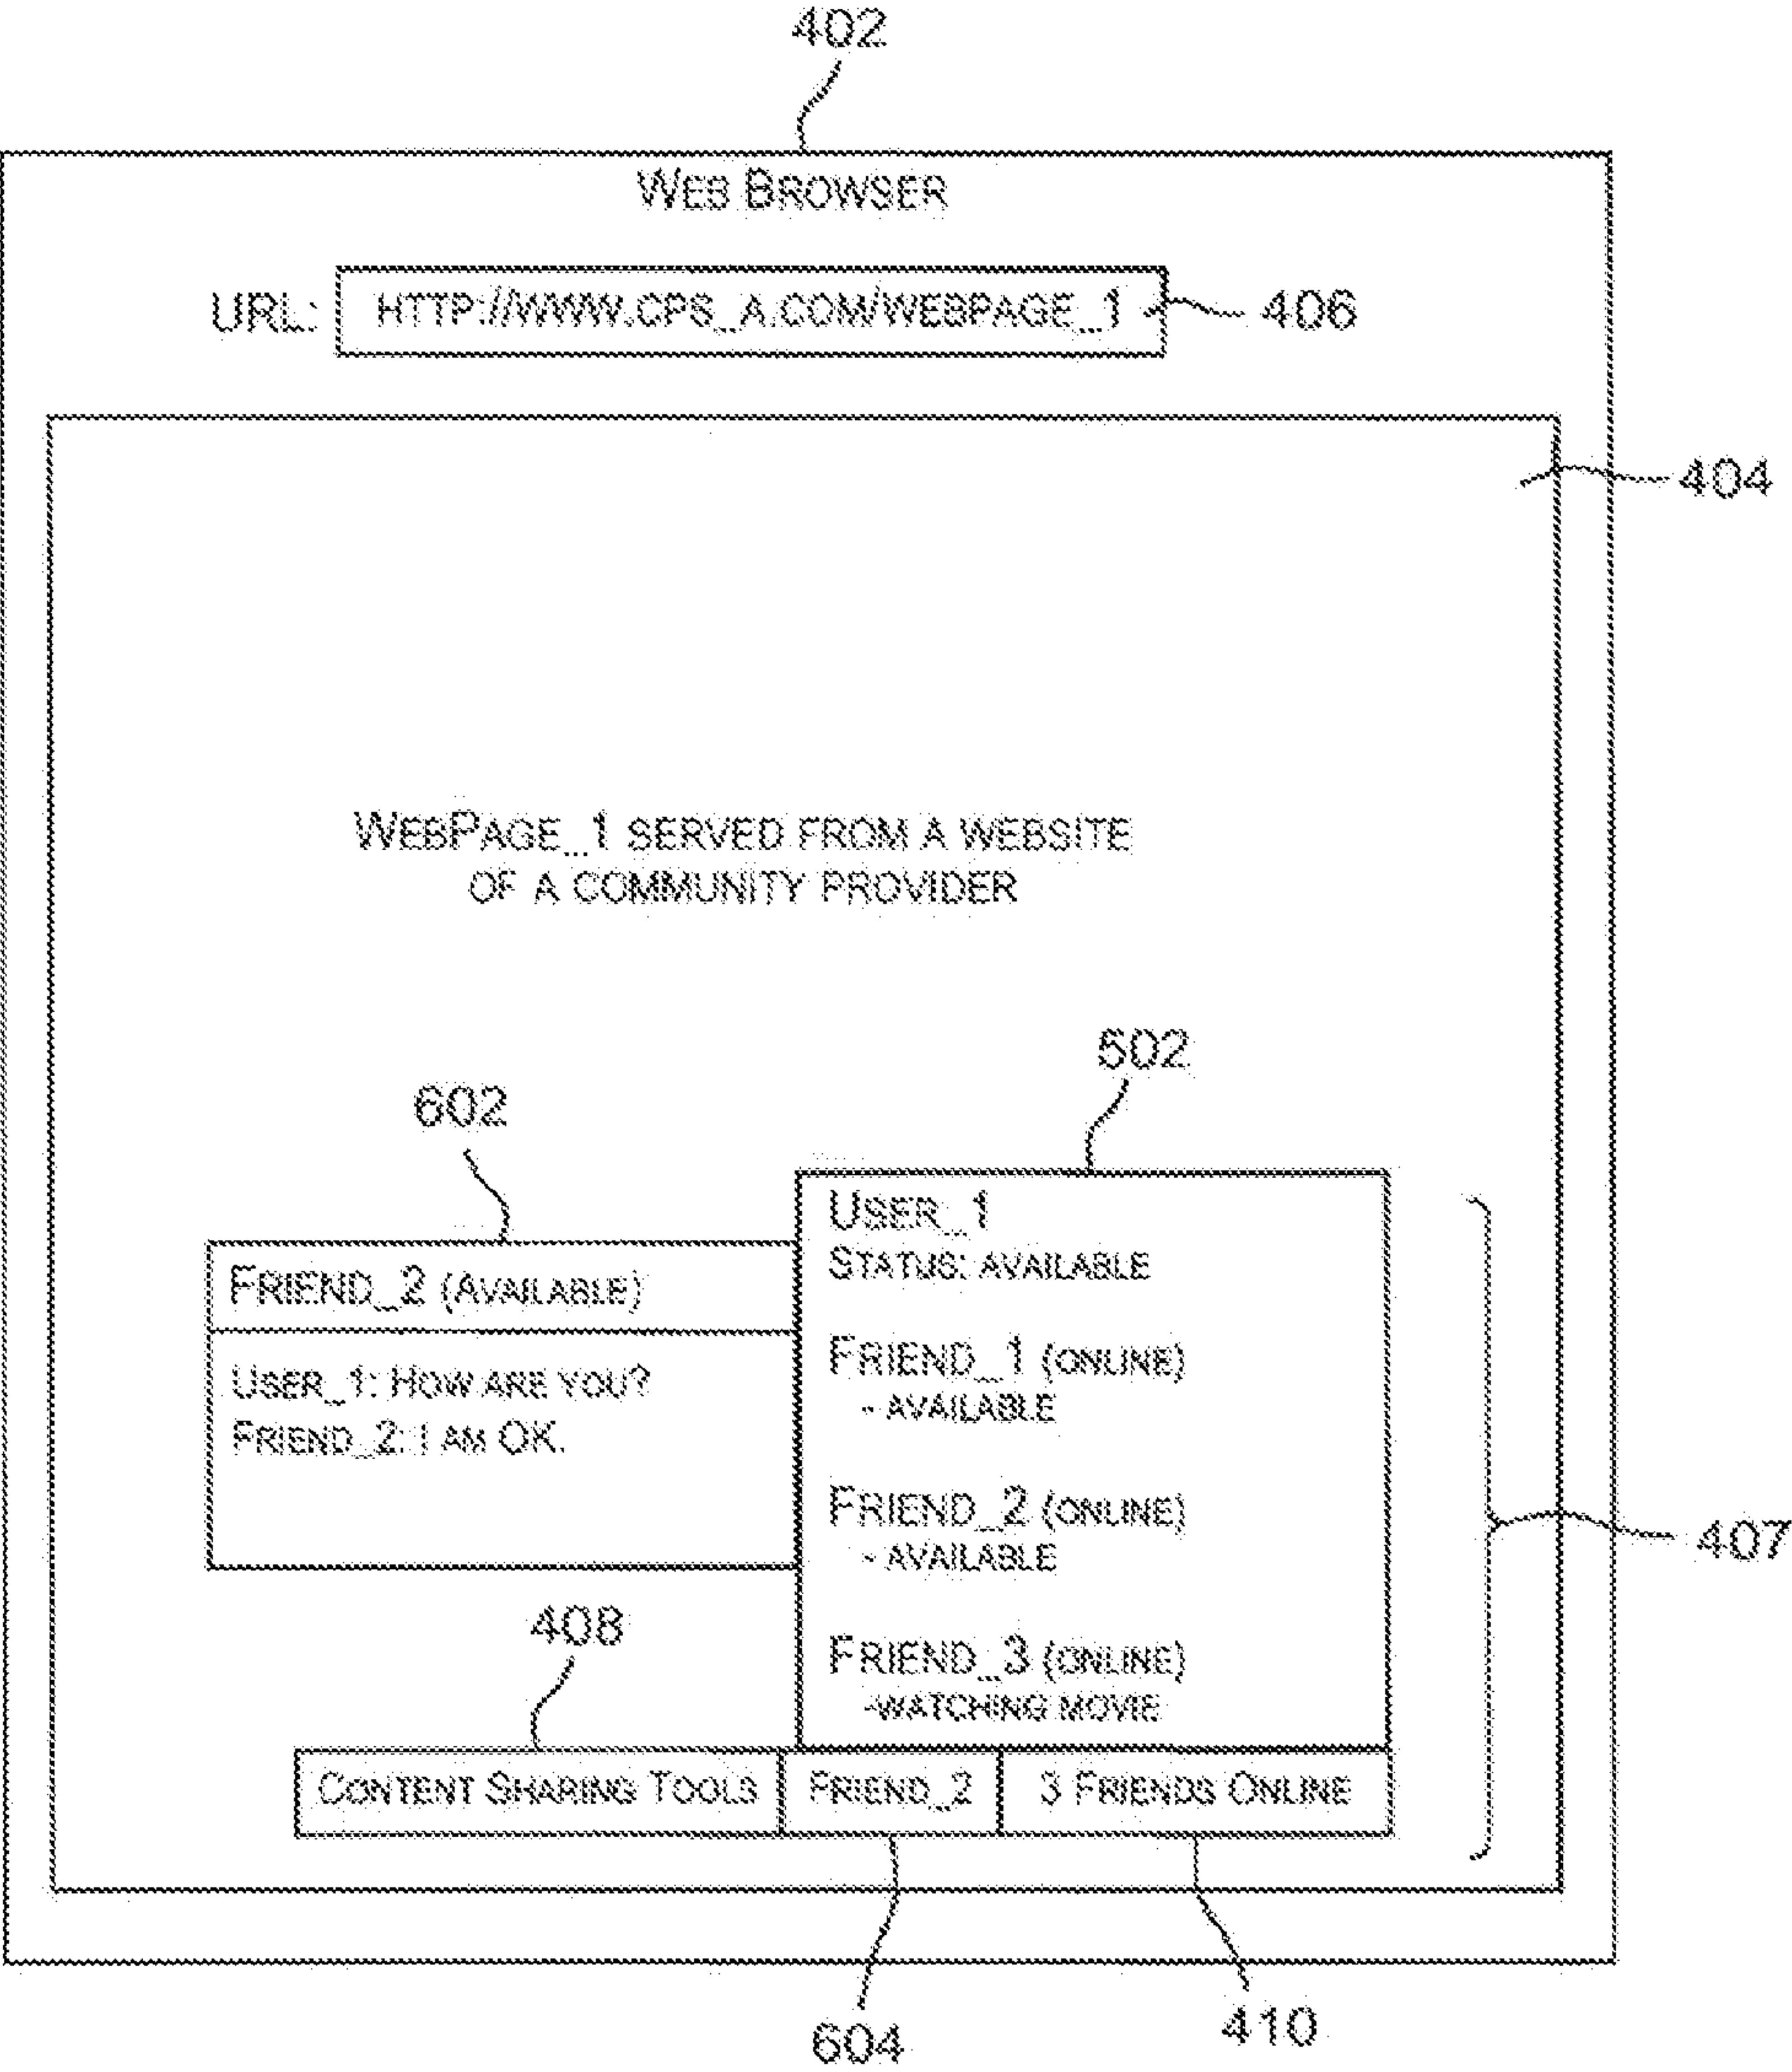 402
Web Browser
URL: http://www.cps_a.com/webpage_1
406
404
WebPage_1 served from a website
of a community provider
502
602
User_1
Status: available
Friend_2 (Available)
Friend_1 (online)
- available
User_1: How are you?
Friend_2: I am OK.
Friend_2 (online)
- available
407
408
Friend_3 (online)
-watching movie
Content Sharing Tools
Friend_2
3 Friends Online
604
410